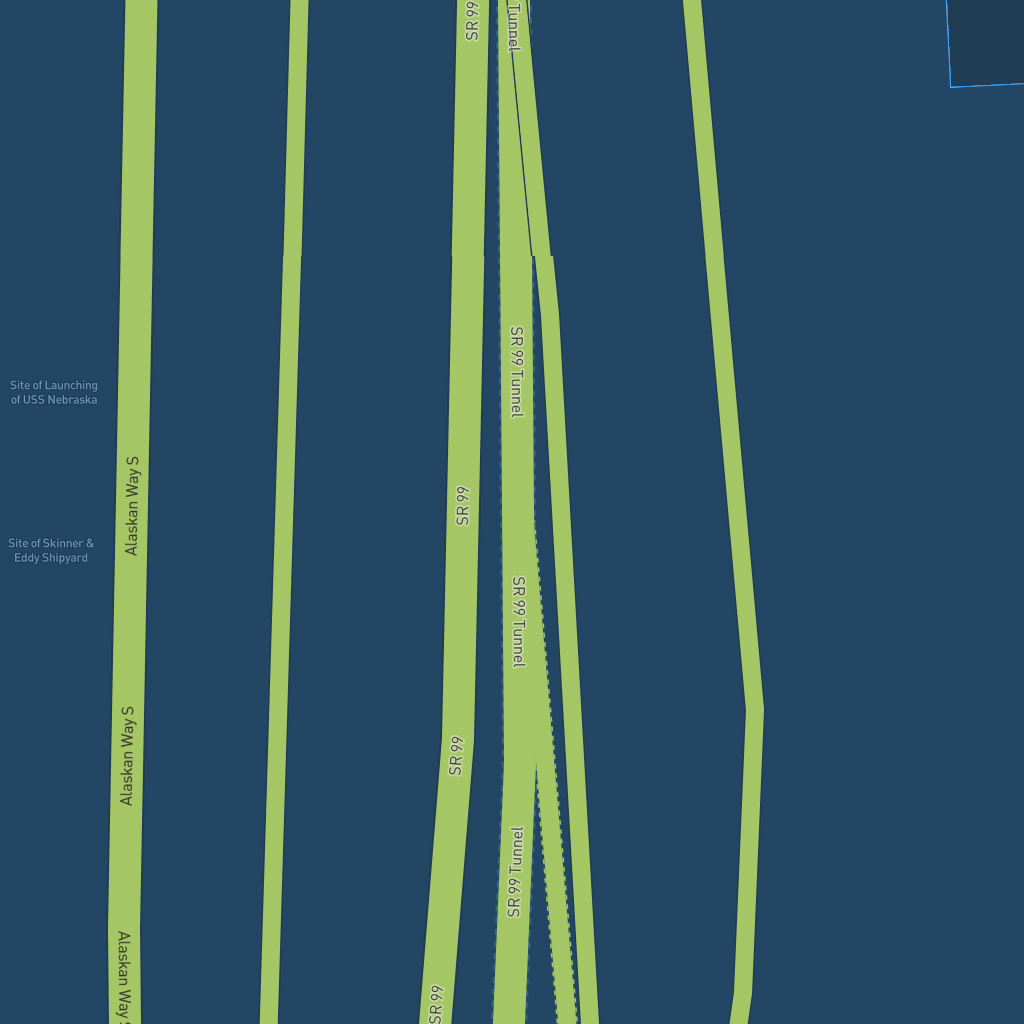 SR 99
Tunnel
SR 99 Tunnel
Site of Launching
of USS Nebraska
Alaskan Way S
SR 99
Site of Skinner &
Eddy Shipyard
SR 99 Tunnel
Alaskan Way S
SR 99
SR 99 Tunnel
Alaskan Way S
SR 99